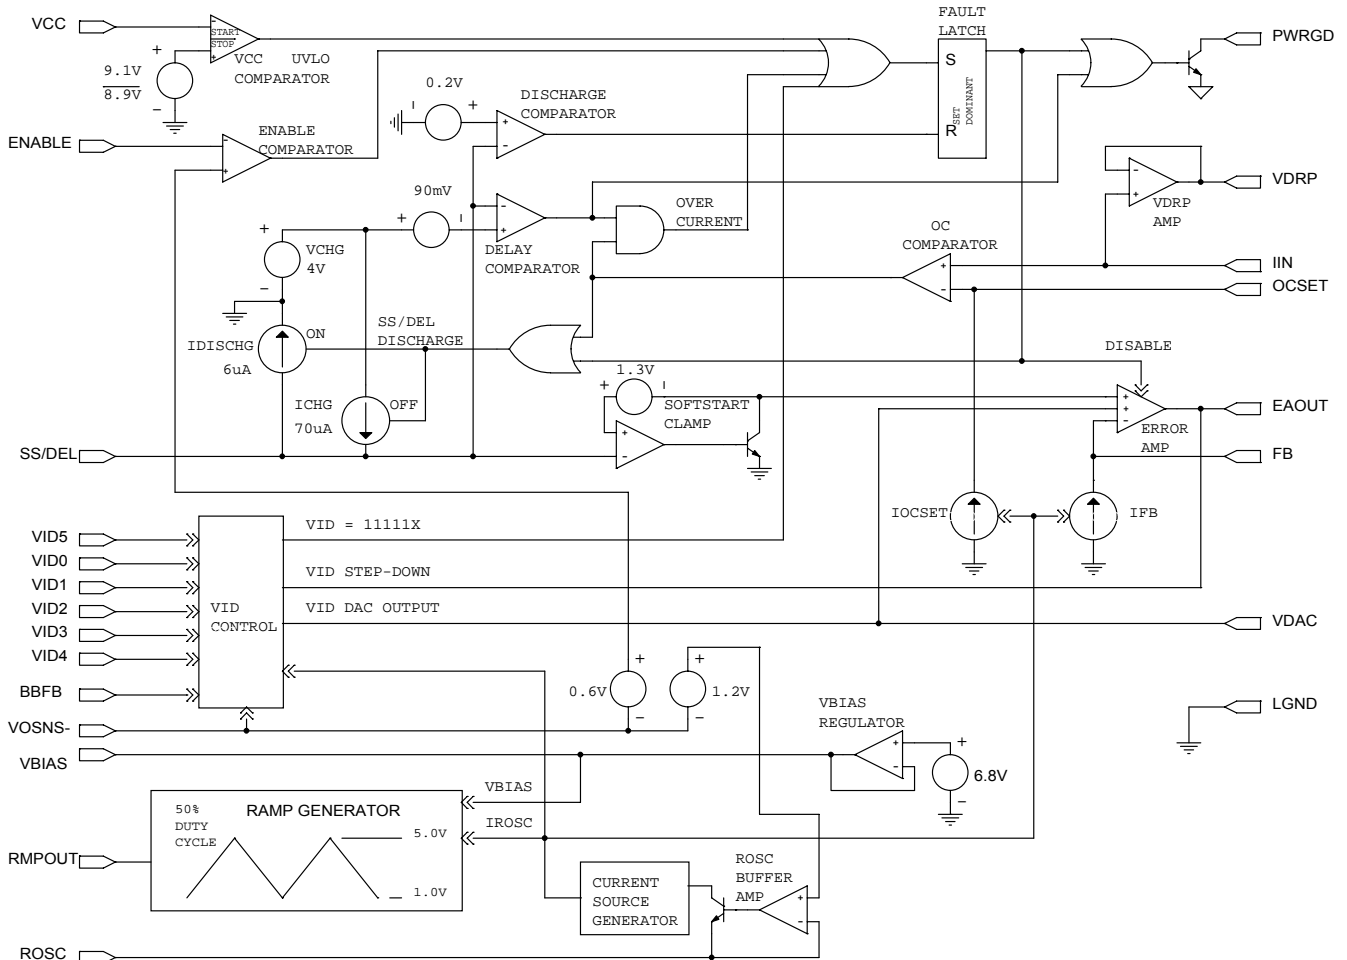 VCC
START
STOP
VCC UVLO
COMPARATOR
+
9.1V
8.9V
−
FAULT
LATCH
S
R
SET
DOMINANT
PWRGD
0.2V
+
DISCHARGE
COMPARATOR
ENABLE
ENABLE
COMPARATOR
90mV
+
DELAY
COMPARATOR
OVER
CURRENT
VDRP
VDRP
AMP
OC
COMPARATOR
IIN
OCSET
+
VCHG
4V
−
IDISCHG
6uA
ON
SS/DEL
DISCHARGE
ICHG
70uA
OFF
1.3V
+
SOFTSTART
CLAMP
DISABLE
EAOUT
ERROR
AMP
FB
SS/DEL
IOCSET
IFB
VID5
VID0
VID1
VID2
VID3
VID4
BBFB
VOSNS-
VBIAS
VID
CONTROL
VID = 11111X
VID STEP-DOWN
VID DAC OUTPUT
VDAC
+
0.6V
−
+
1.2V
−
VBIAS
REGULATOR
+
6.8V
−
LGND
VBIAS
IROSC
50%
DUTY
CYCLE
RAMP GENERATOR
5.0V
1.0V
RMPOUT
CURRENT
SOURCE
GENERATOR
ROSC
BUFFER
AMP
ROSC